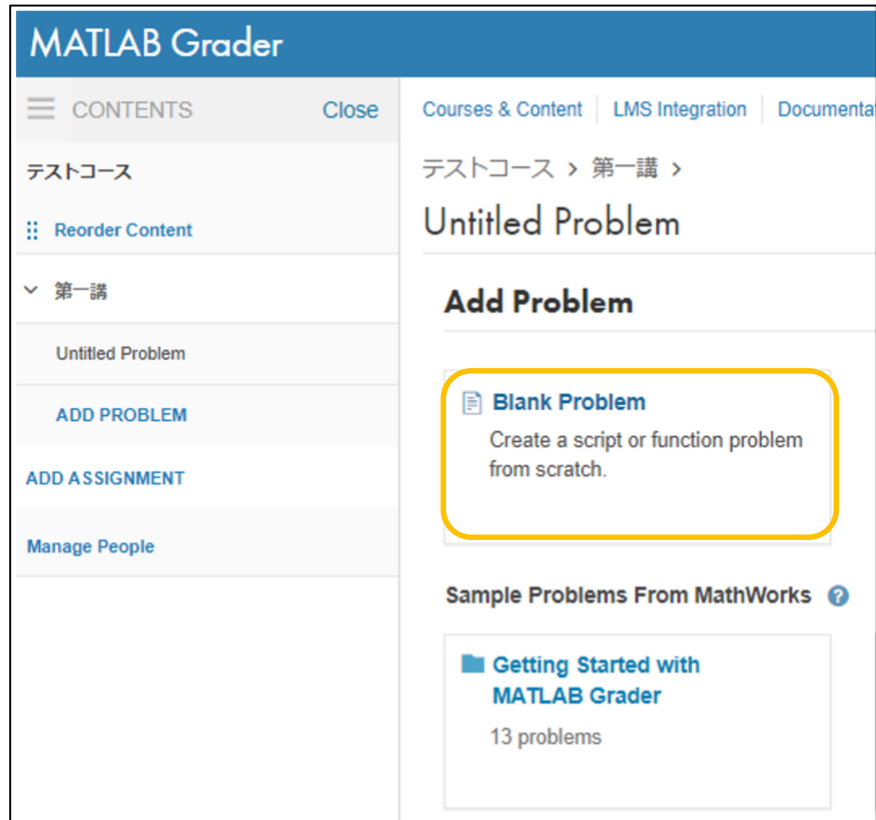 MATLAB Grader
CONTENTS
Close
テストコース
Reorder Content
第一講
Untitled Problem
ADD PROBLEM
ADD ASSIGNMENT
Manage People
Courses & Content
LMS Integration
Documenta
テストコース > 第一講 >
Untitled Problem
Add Problem
Blank Problem
Create a script or function problem
from scratch.
Sample Problems From MathWorks ?
Getting Started with
MATLAB Grader
13 problems